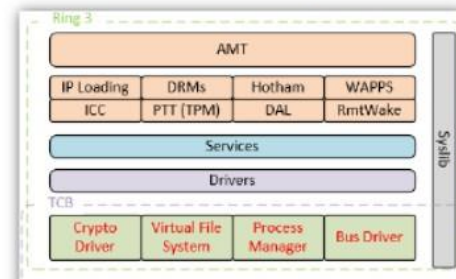 Ring 3
AMT
IP Loading DRMs Hotham WAPPS
ICC PTT (TPM) DAL RmtWake
Services
Drivers
Syslib
TCB
Crypto Driver
Virtual File System
Process Manager
Bus Driver